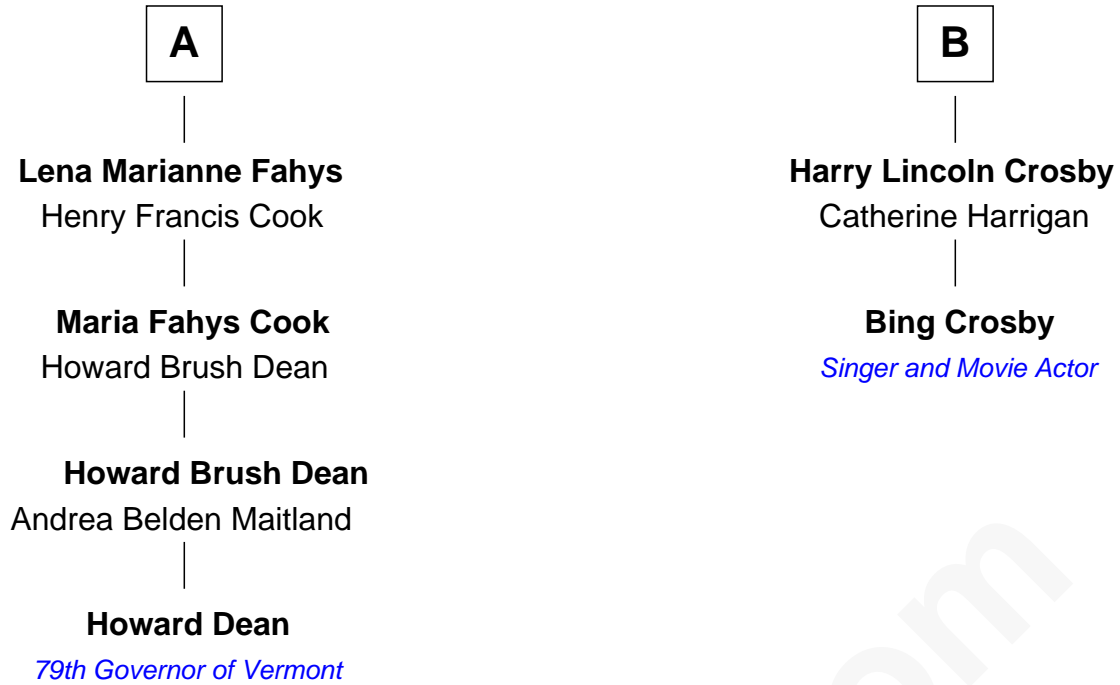 A
Lena Marianne Fahys
Henry Francis Cook
Maria Fahys Cook
Howard Brush Dean
Howard Brush Dean
Andrea Belden Maitland
Howard Dean
79th Governor of Vermont
B
Harry Lincoln Crosby
Catherine Harrigan
Bing Crosby
Singer and Movie Actor
om